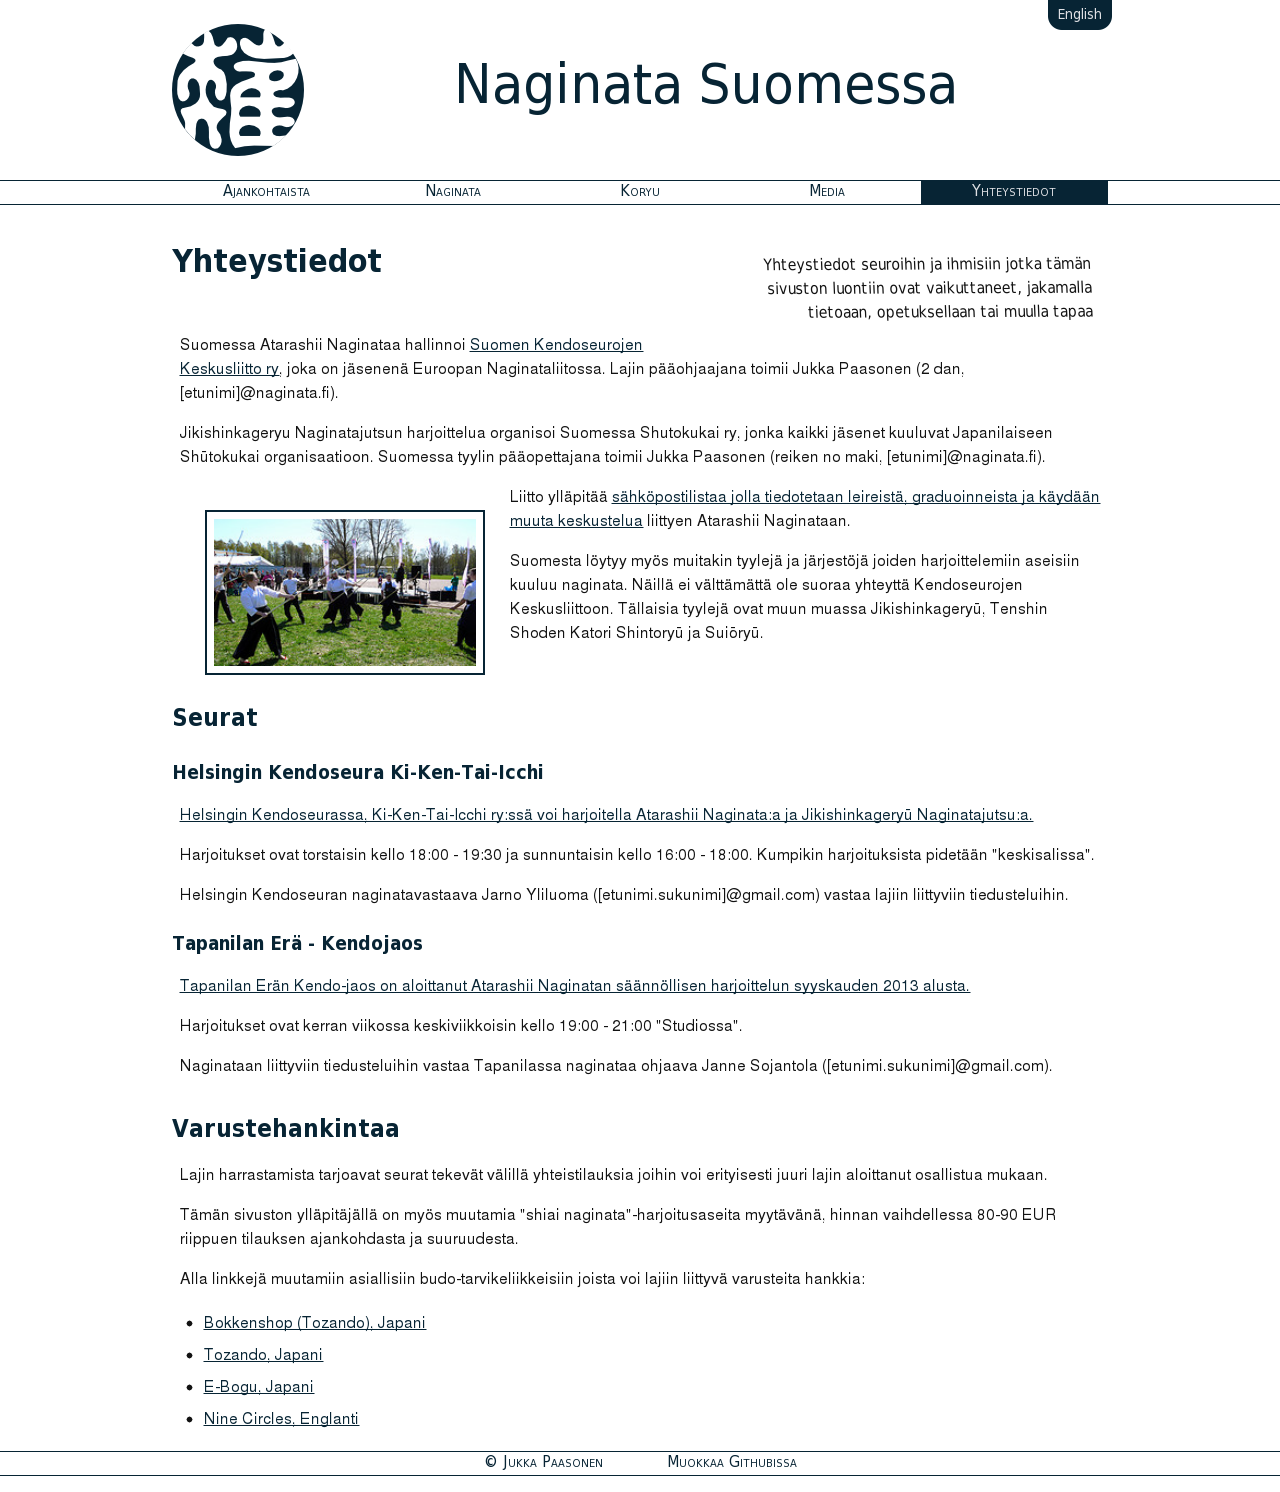 English
Naginata Suomessa
Ajankohtaista
Naginata
Koryu
Media
Yhteystiedot
Yhteystiedot
Yhteystiedot seuroihin ja ihmisiin jotka tämän
sivuston luontiin ovat vaikuttaneet, jakamalla
tietoaan, opetuksellaan tai muulla tapaa
Suomessa Atarashii Naginataa hallinnoi Suomen Kendoseurojen
Keskusliitto ry, joka on jäsenenä Euroopan Naginataliitossa. Lajin pääohjaajana toimii Jukka Paasonen (2 dan,
[etunimi]@naginata.fi).
Jikishinkageryu Naginatajutsun harjoittelua organisoi Suomessa Shutokukai ry, jonka kaikki jäsenet kuuluvat Japanilaiseen
Shūtokukai organisaatioon. Suomessa tyylin pääopettajana toimii Jukka Paasonen (reiken no maki, [etunimi]@naginata.fi).
Liitto ylläpitää sähköpostilistaa jolla tiedotetaan leireistä, graduoinneista ja käydään
muuta keskustelua liittyen Atarashii Naginataan.
Suomesta löytyy myös muitakin tyylejä ja järjestöjä joiden harjoittelemiin aseisiin
kuuluu naginata. Näillä ei välttämättä ole suoraa yhteyttä Kendoseurojen
Keskusliittoon. Tällaisia tyylejä ovat muun muassa Jikishinkageryū, Tenshin
Shoden Katori Shintoryū ja Suiōryū.
Seurat
Helsingin Kendoseura Ki-Ken-Tai-Icchi
Helsingin Kendoseurassa, Ki-Ken-Tai-Icchi ry:ssä voi harjoitella Atarashii Naginata:a ja Jikishinkageryū Naginatajutsu:a.
Harjoitukset ovat torstaisin kello 18:00 - 19:30 ja sunnuntaisin kello 16:00 - 18:00. Kumpikin harjoituksista pidetään "keskisalissa".
Helsingin Kendoseuran naginatavastaava Jarno Yliluoma ([etunimi.sukunimi]@gmail.com) vastaa lajiin liittyviin tiedusteluihin.
Tapanilan Erä - Kendojaos
Tapanilan Erän Kendo-jaos on aloittanut Atarashii Naginatan säännöllisen harjoittelun syyskauden 2013 alusta.
Harjoitukset ovat kerran viikossa keskiviikkoisin kello 19:00 - 21:00 "Studiossa".
Naginataan liittyviin tiedusteluihin vastaa Tapanilassa naginataa ohjaava Janne Sojantola ([etunimi.sukunimi]@gmail.com).
Varustehankintaa
Lajin harrastamista tarjoavat seurat tekevät välillä yhteistilauksia joihin voi erityisesti juuri lajin aloittanut osallistua mukaan.
Tämän sivuston ylläpitäjällä on myös muutamia "shiai naginata"-harjoitusaseita myytävänä, hinnan vaihdellessa 80-90 EUR
riippuen tilauksen ajankohdasta ja suuruudesta.
Alla linkkejä muutamiin asiallisiin budo-tarvikeliikkeisiin joista voi lajiin liittyvä varusteita hankkia:
• Bokkenshop (Tozando), Japani
• Tozando, Japani
• E-Bogu, Japani
• Nine Circles, Englanti
© Jukka Paasonen
Muokkaa Githubissa